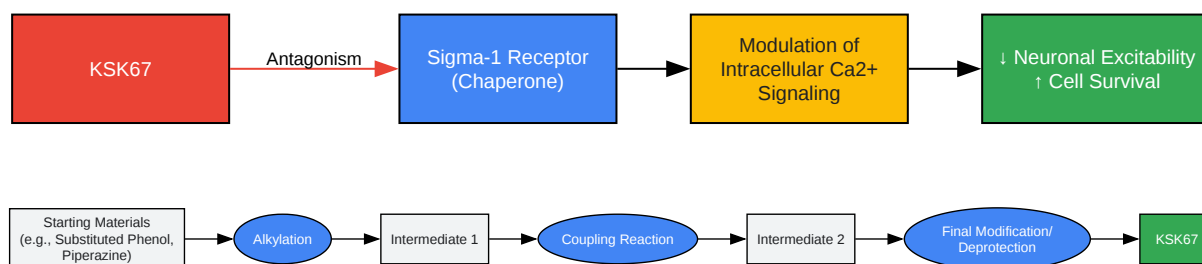 KSK67
Antagonism
Sigma-1 Receptor
(Chaperone)
Modulation of
Intracellular Ca2+
Signaling
↓ Neuronal Excitability
↑ Cell Survival
Starting Materials
(e.g., Substituted Phenol,
Piperazine)
Alkylation
Intermediate 1
Coupling Reaction
Intermediate 2
Final Modification/
Deprotection
KSK67